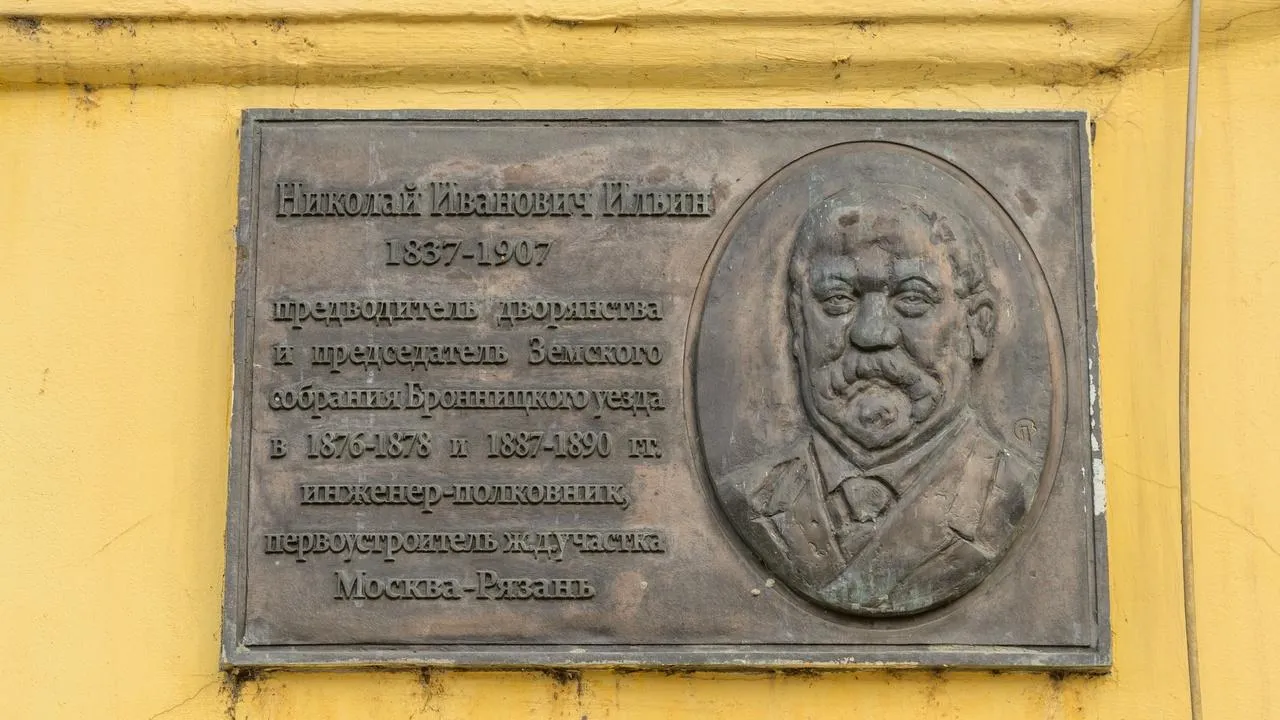 Николай Иванович Ильин
1837-1907
предводитель дворянства
и председатель Земского
собрания Бронницкого уезда
в 1876-1878 и 1887-1890 гг.
инженер-полковник,
первоустроитель ж.д.участка
Москва-Рязань